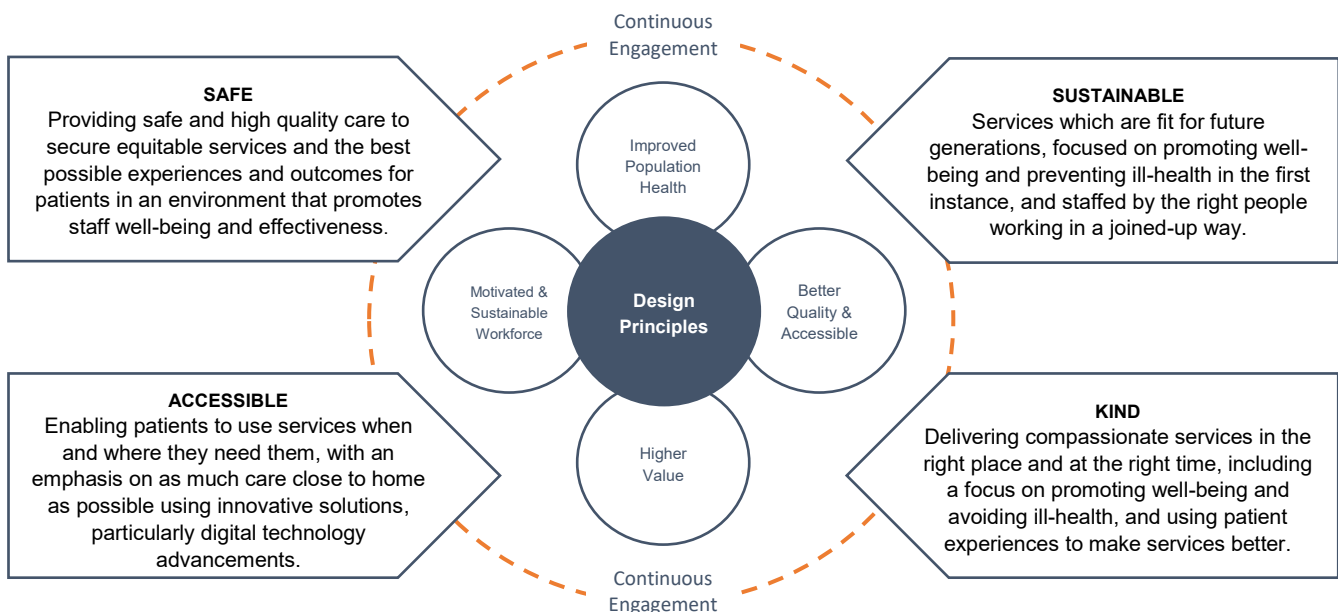 Continuous
Engagement
SAFE
Providing safe and high quality care to
secure equitable services and the best
possible experiences and outcomes for
patients in an environment that promotes
staff well-being and effectiveness.
SUSTAINABLE
Services which are fit for future
generations, focused on promoting well-
being and preventing ill-health in the first
instance, and staffed by the right people
working in a joined-up way.
Improved
Population
Health
Motivated &
Sustainable
Workforce
Design
Principles
Better
Quality &
Accessible
Higher
Value
ACCESSIBLE
Enabling patients to use services when
and where they need them, with an
emphasis on as much care close to home
as possible using innovative solutions,
particularly digital technology
advancements.
KIND
Delivering compassionate services in the
right place and at the right time, including
a focus on promoting well-being and
avoiding ill-health, and using patient
experiences to make services better.
Continuous
Engagement